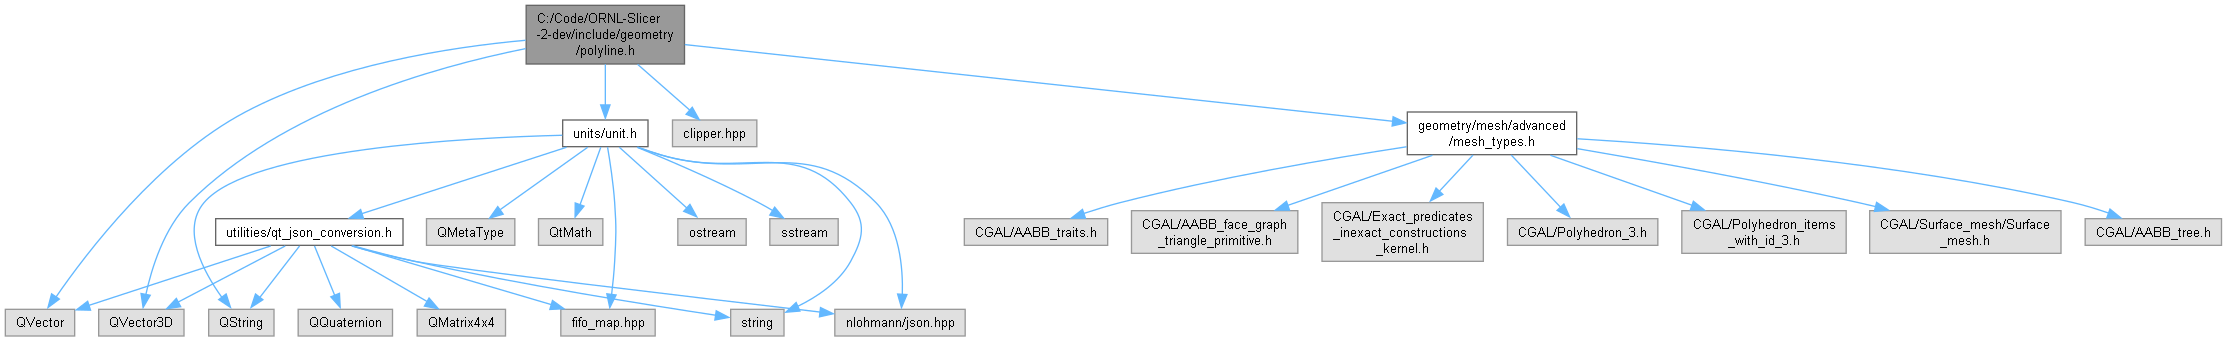 C:/Code/ORNL-Slicer
-2-dev/include/geometry
/polyline.h
units/unit.h
clipper.hpp
geometry/mesh/advanced
/mesh_types.h
utilities/qt_json_conversion.h
QMetaType
QtMath
ostream
sstream
CGAL/AABB_traits.h
CGAL/AABB_face_graph
_triangle_primitive.h
CGAL/Exact_predicates
_inexact_constructions
_kernel.h
CGAL/Polyhedron_3.h
CGAL/Polyhedron_items
_with_id_3.h
CGAL/Surface_mesh/Surface
_mesh.h
CGAL/AABB_tree.h
QVector
QVector3D
QString
QQuaternion
QMatrix4x4
fifo_map.hpp
string
nlohmann/json.hpp